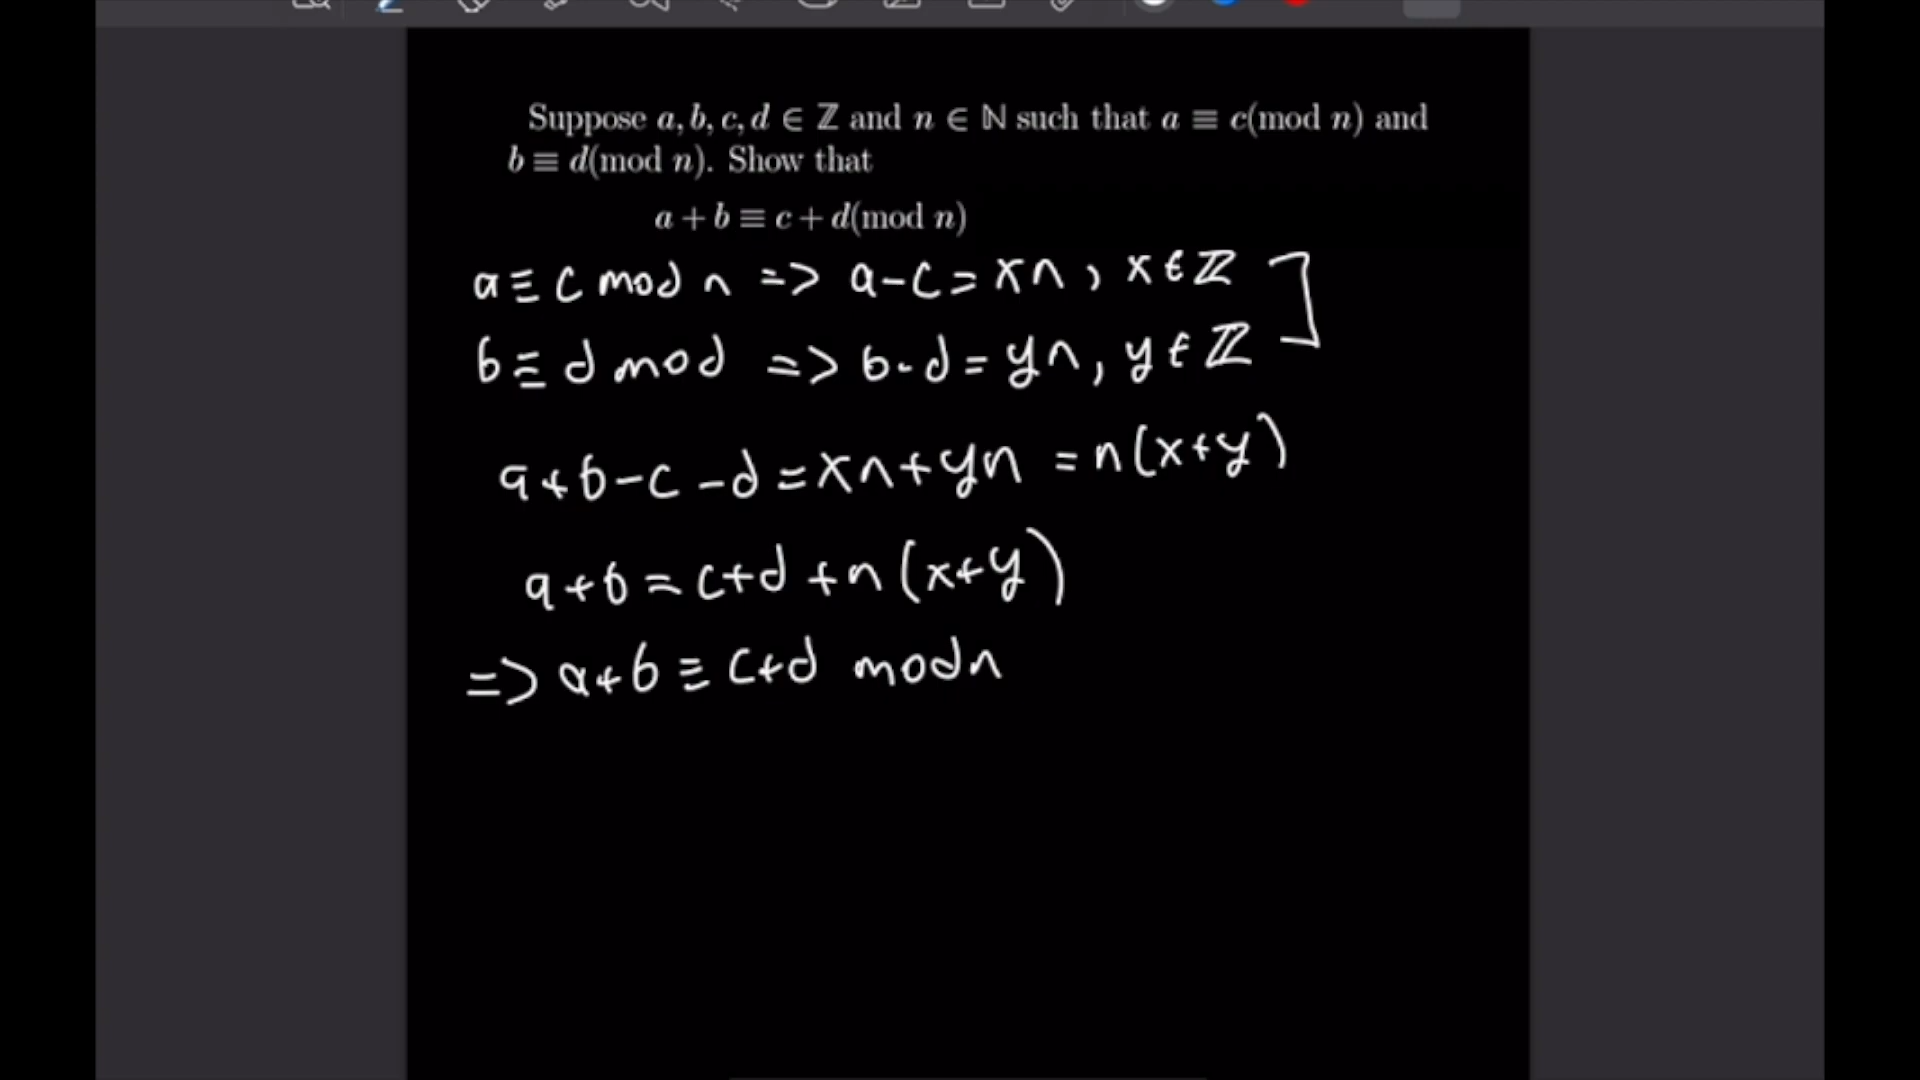 Suppose a, b, c, d ∈ ℤ and n ∈ ℕ such that a ≡ c(mod n) and
b ≡ d(mod n). Show that
a + b ≡ c + d(mod n)
a ≡ c mod n => a-c = xn, x ∈ ℤ ]
b ≡ d mod => b-d = yn, y ∈ ℤ
a+b-c-d = xn+yn = n(x+y)
a+b = c+d+n(x+y)
=> a+b ≡ c+d mod n